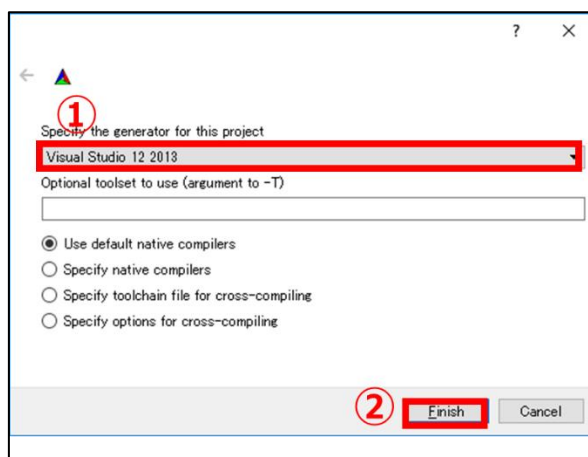 ?
①
Specify the generator for this project
Visual Studio 12 2013
Optional toolset to use (argument to -T)
Use default native compilers
Specify native compilers
Specify toolchain file for cross-compiling
Specify options for cross-compiling
② Finish Cancel